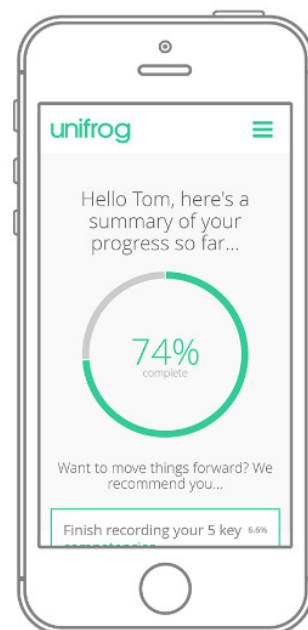 unifrog
Hello Tom, here's a
summary of your
progress so far...
74%
complete
Want to move things forward? We
recommend you...
Finish recording your 5 key 6.6%
competencies